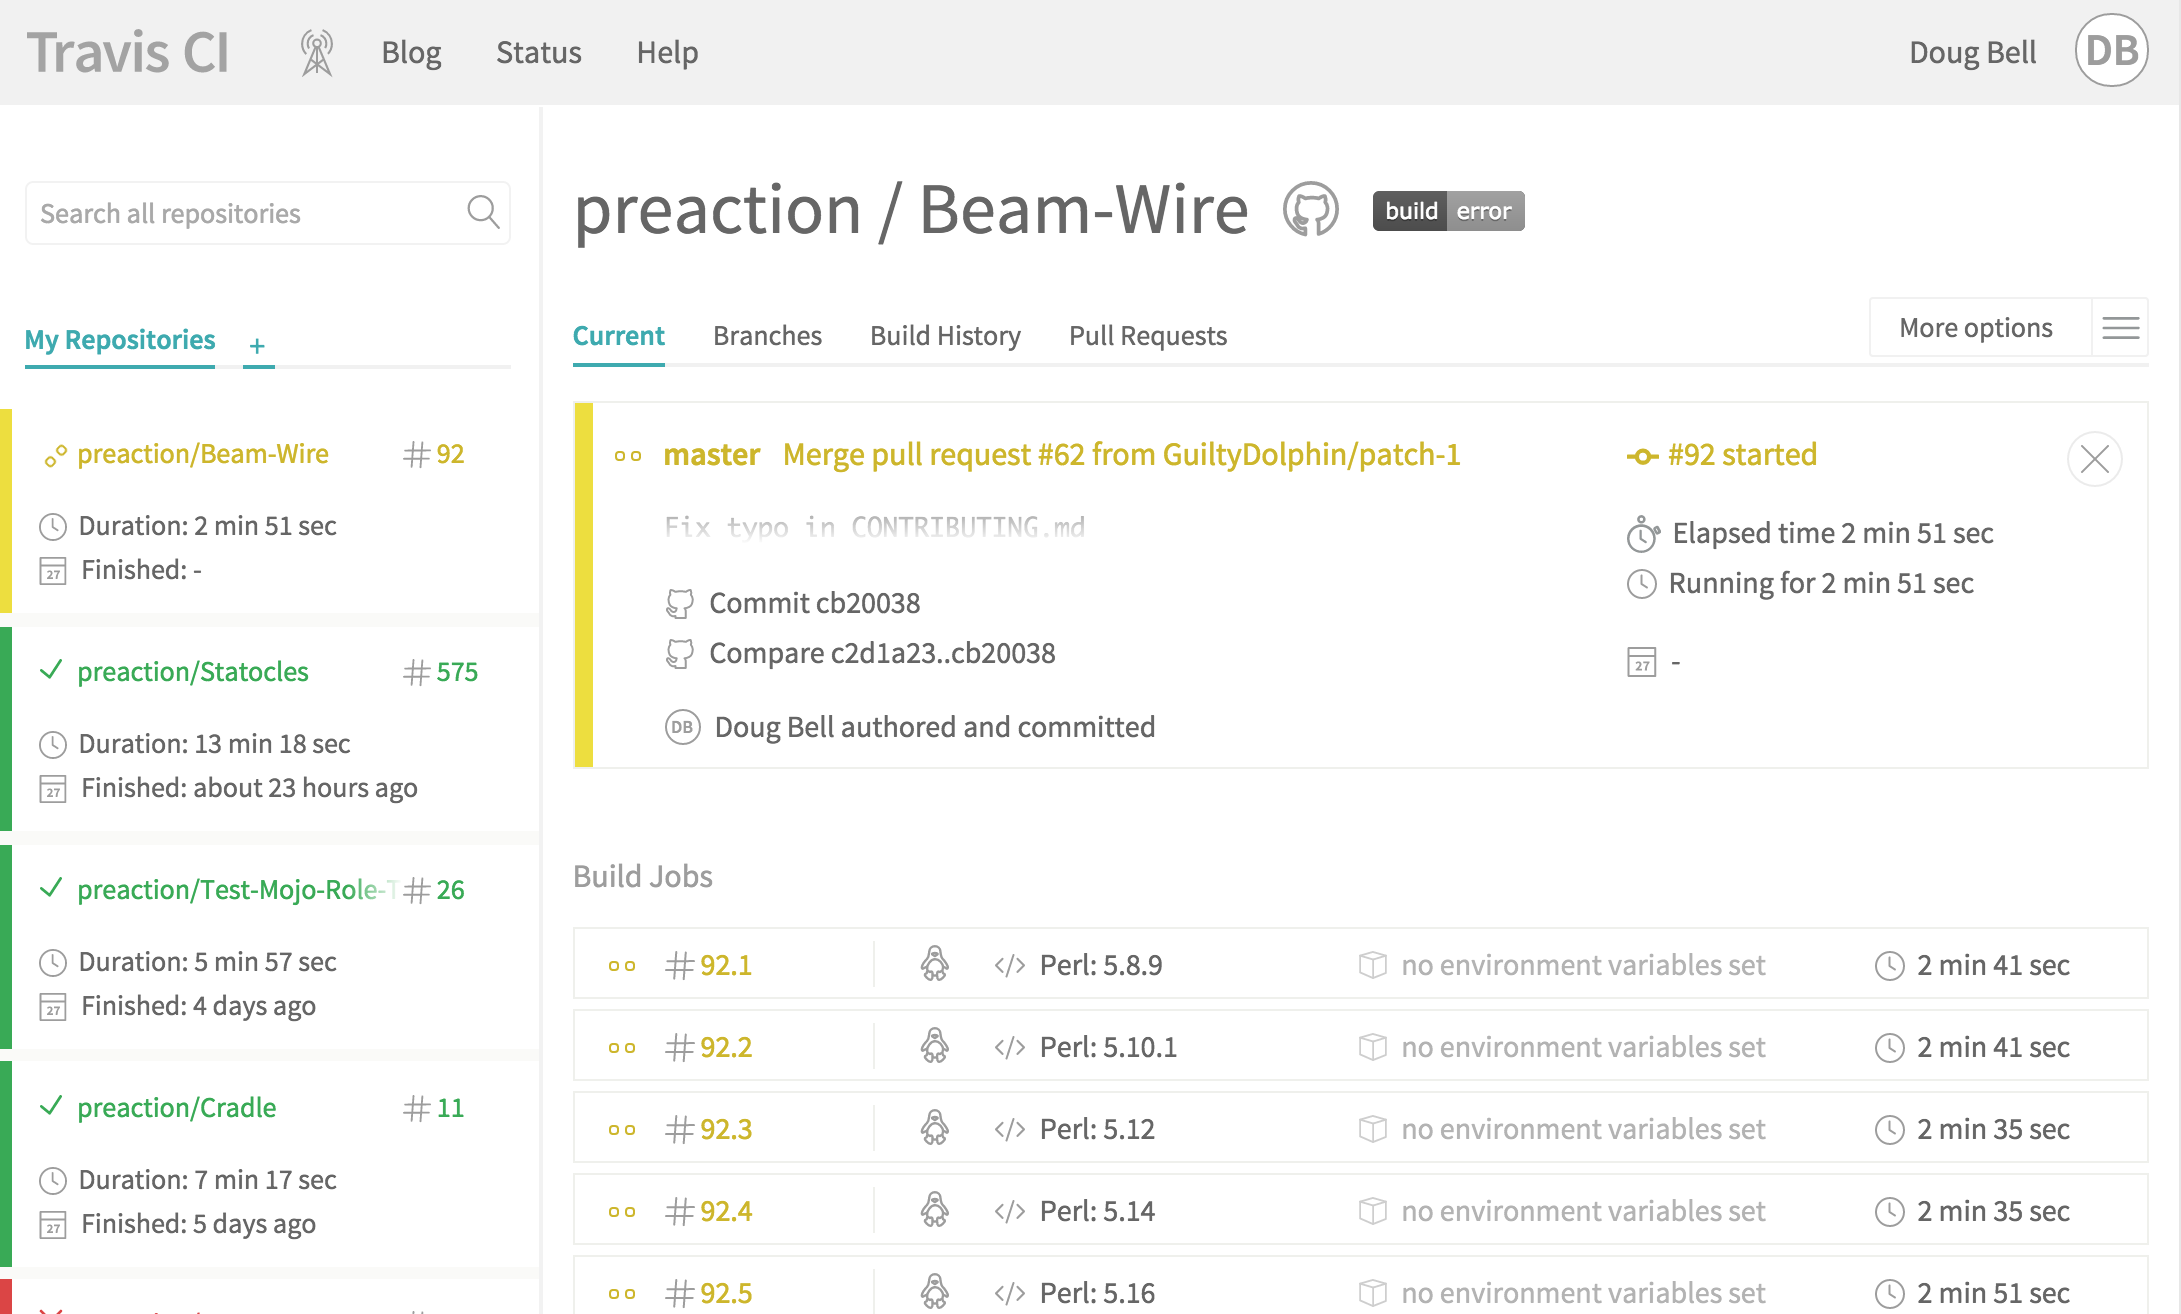 Travis CI
Blog
Status
Help
Doug Bell
DB
Search all repositories
My Repositories
+
preaction/Beam-Wire
# 92
Duration: 2 min 51 sec
27 Finished: -
preaction/Statocles
# 575
Duration: 13 min 18 sec
27 Finished: about 23 hours ago
preaction/Test-Mojo-Role-T
# 26
Duration: 5 min 57 sec
27 Finished: 4 days ago
preaction/Cradle
# 11
Duration: 7 min 17 sec
27 Finished: 5 days ago
preaction / Beam-Wire
build error
Current
Branches
Build History
Pull Requests
More options
master Merge pull request #62 from GuiltyDolphin/patch-1
Fix typo in CONTRIBUTING.md
Commit cb20038
Compare c2d1a23..cb20038
DB Doug Bell authored and committed
#92 started
Elapsed time 2 min 51 sec
Running for 2 min 51 sec
27 -
Build Jobs
# 92.1 </> Perl: 5.8.9 no environment variables set 2 min 41 sec
# 92.2 </> Perl: 5.10.1 no environment variables set 2 min 41 sec
# 92.3 </> Perl: 5.12 no environment variables set 2 min 35 sec
# 92.4 </> Perl: 5.14 no environment variables set 2 min 35 sec
# 92.5 </> Perl: 5.16 no environment variables set 2 min 51 sec